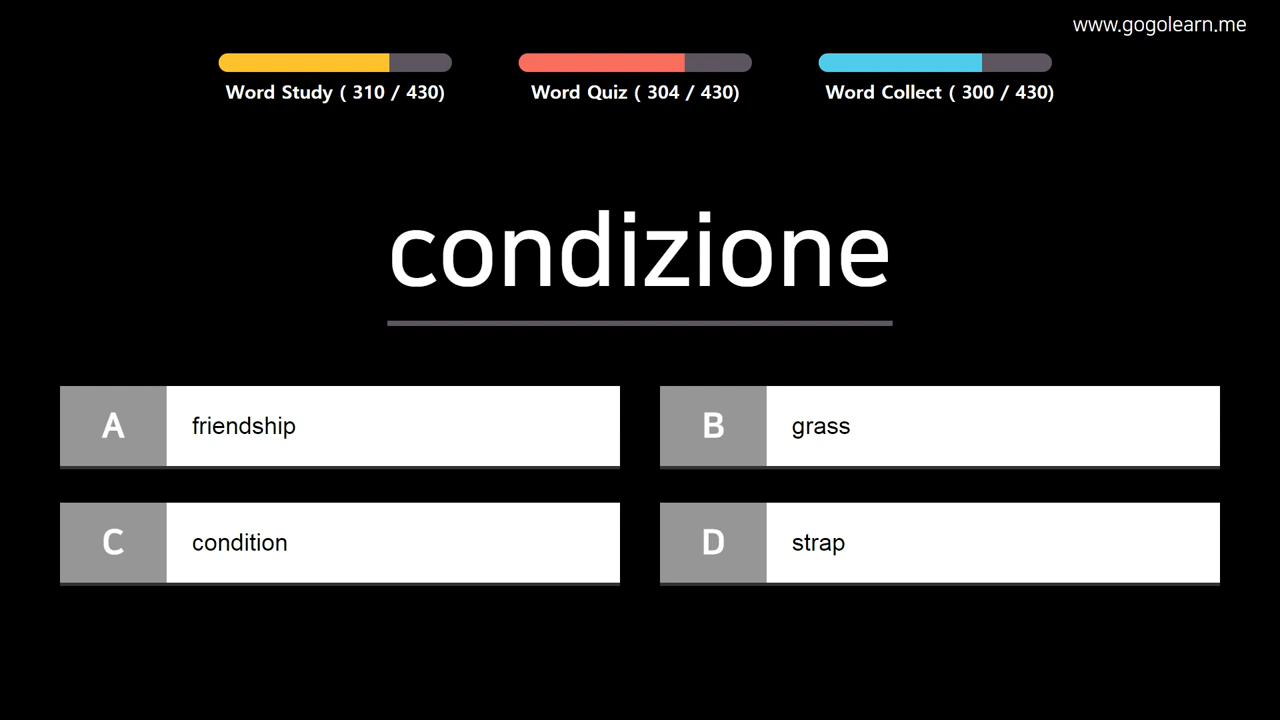 www.gogolearn.me
Word Study ( 310 / 430)
Word Quiz ( 304 / 430)
Word Collect ( 300 / 430)
condizione
A friendship
B grass
C condition
D strap